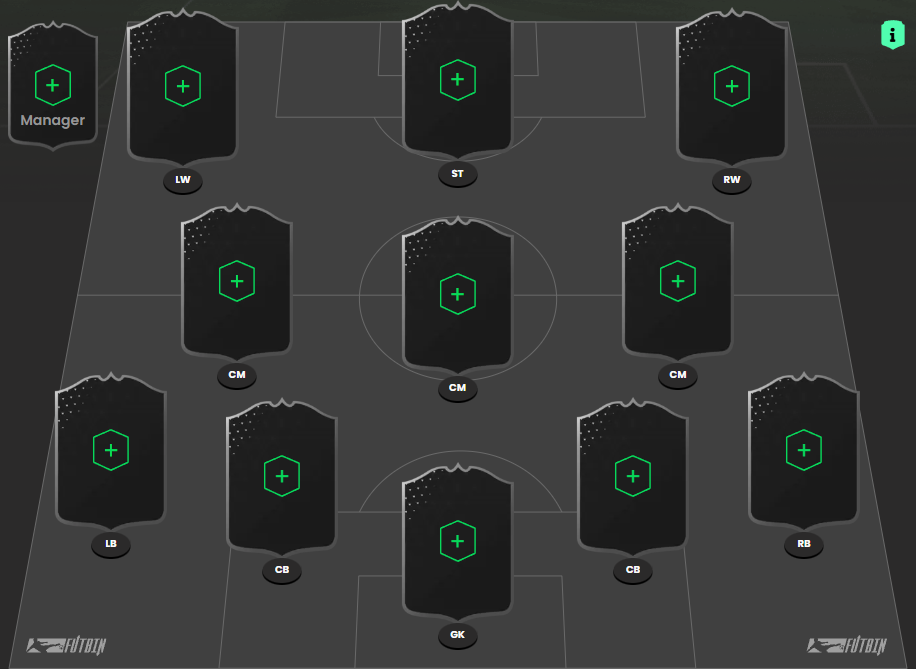 Manager
LW
ST
RW
CM
CM
CM
LB
CB
CB
RB
GK
FUTBIN
FUTBIN